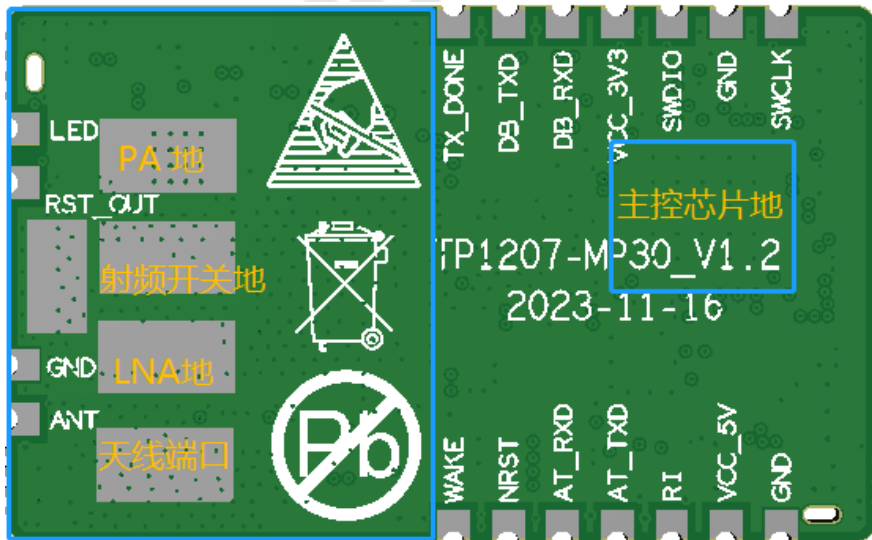 TX_DONE
DB_TXD
DB_RXD
VCC_3V3
SWDIO
GND
SWCLK
LED
PA 地
RST_OUT
主控芯片地
射频开关地
TP1207-MP30_V1.2
2023-11-16
GND
LNA地
ANT
天线端口
Pb
WAKE
NRST
AT_RXD
AT_TXD
RI
VCC_5V
GND